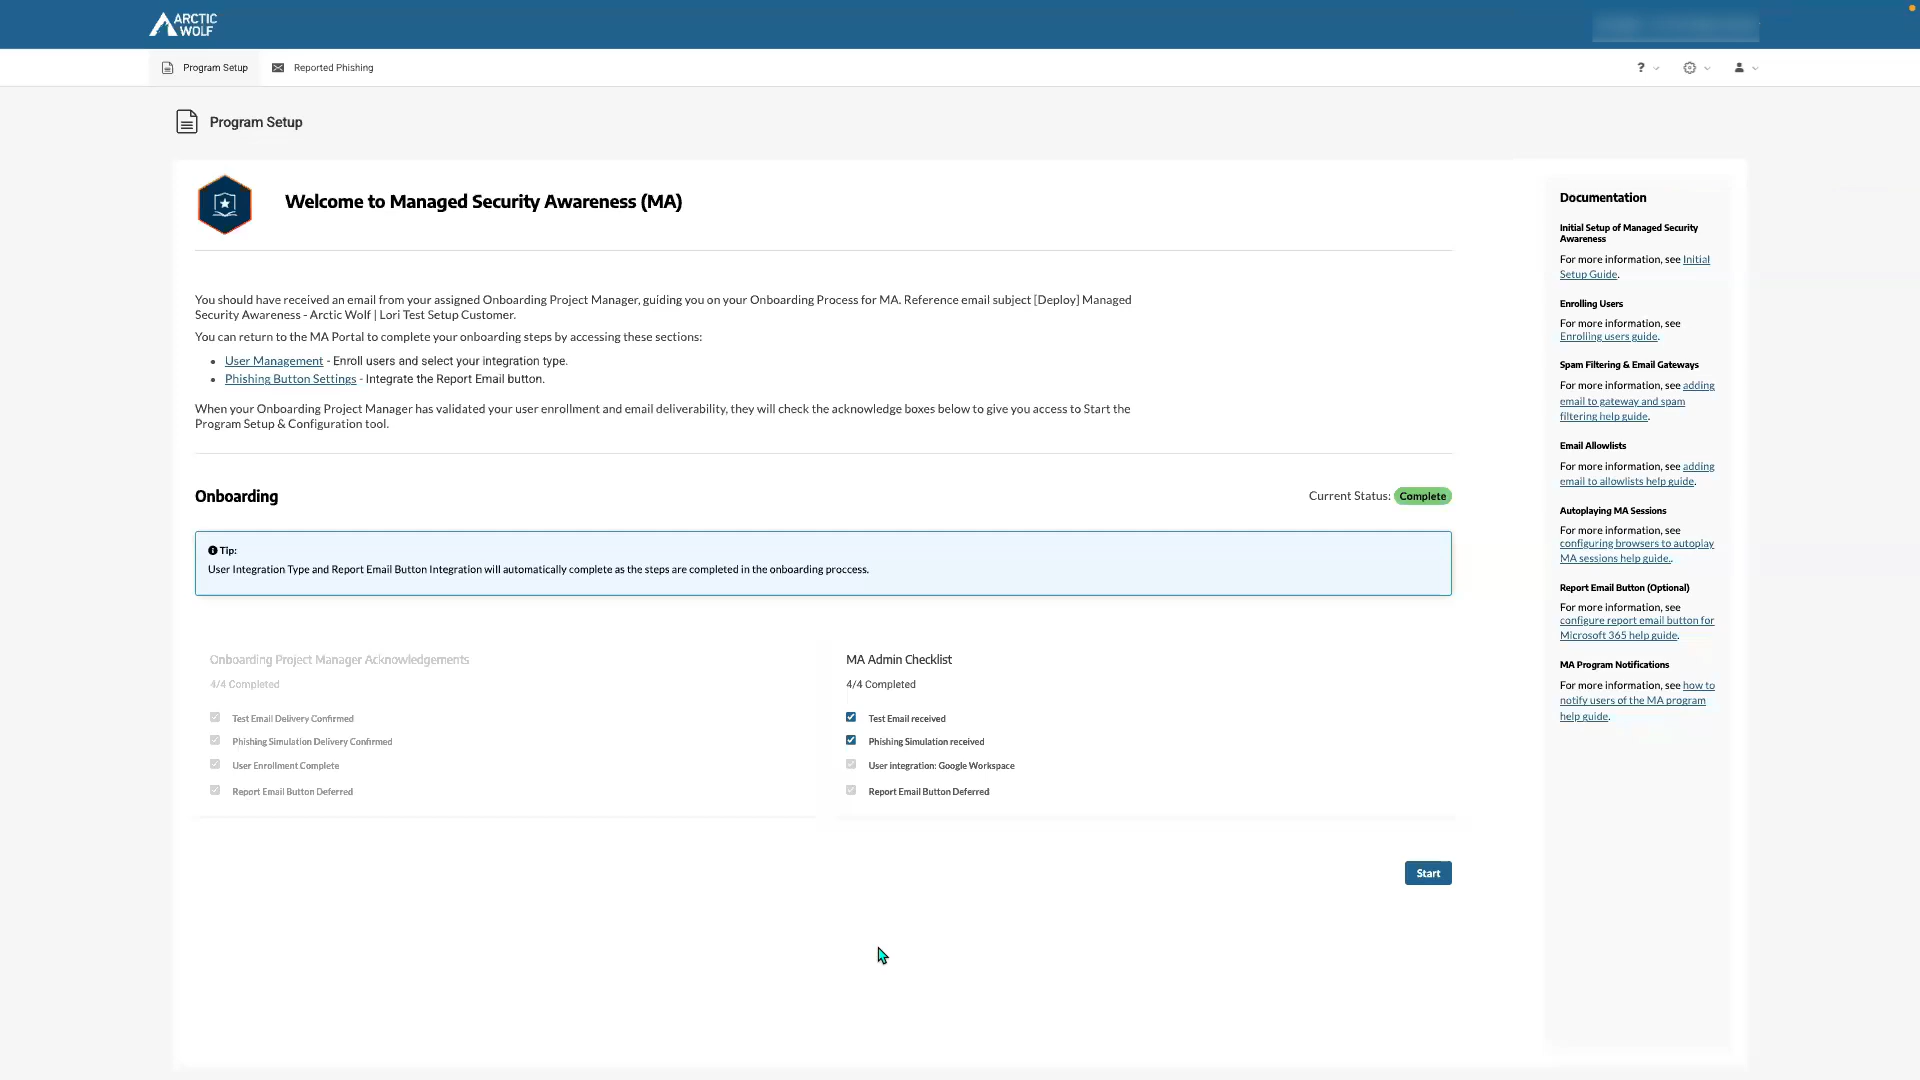 ARCTIC
WOLF
Program Setup
Reported Phishing
?
Program Setup
Welcome to Managed Security Awareness (MA)
You should have received an email from your assigned Onboarding Project Manager, guiding you on your Onboarding Process for MA. Reference email subject [Deploy] Managed
Security Awareness - Arctic Wolf | Lori Test Setup Customer.
You can return to the MA Portal to complete your onboarding steps by accessing these sections:
• User Management - Enroll users and select your integration type.
• Phishing Button Settings - Integrate the Report Email button.
When your Onboarding Project Manager has validated your user enrollment and email deliverability, they will check the acknowledge boxes below to give you access to Start the
Program Setup & Configuration tool.
Onboarding
Current Status: Complete
Tip:
User Integration Type and Report Email Button Integration will automatically complete as the steps are completed in the onboarding proccess.
Onboarding Project Manager Acknowledgements
4/4 Completed
Test Email Delivery Confirmed
Phishing Simulation Delivery Confirmed
User Enrollment Complete
Report Email Button Deferred
MA Admin Checklist
4/4 Completed
Test Email received
Phishing Simulation received
User integration: Google Workspace
Report Email Button Deferred
Start
Documentation
Initial Setup of Managed Security
Awareness
For more information, see Initial
Setup Guide.
Enrolling Users
For more information, see
Enrolling users guide.
Spam Filtering & Email Gateways
For more information, see adding
email to gateway and spam
filtering help guide.
Email Allowlists
For more information, see adding
email to allowlists help guide.
Autoplaying MA Sessions
For more information, see
configuring browsers to autoplay
MA sessions help guide..
Report Email Button (Optional)
For more information, see
configure report email button for
Microsoft 365 help guide.
MA Program Notifications
For more information, see how to
notify users of the MA program
help guide.